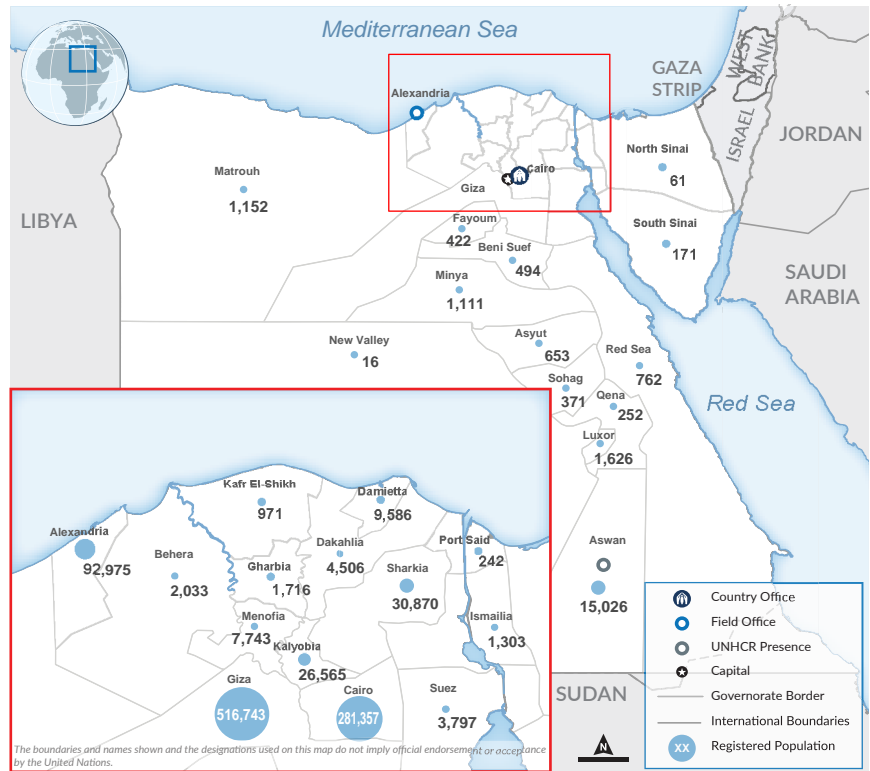 Mediterranean Sea
GAZA
STRIP
WEST
BANK
ISRAEL
JORDAN
Alexandria
Cairo
Giza
North Sinai
61
Matrouh
1,152
LIBYA
Fayoum
422
Beni Suef
494
South Sinai
171
Minya
1,111
SAUDI
ARABIA
New Valley
16
Asyut
653
Red Sea
762
Sohag
371
Qena
252
Red Sea
Luxor
1,626
Kafr El-Shikh
971
Damietta
9,586
Alexandria
92,975
Behera
2,033
Dakahlia
4,506
Port Said
242
Gharbia
1,716
Sharkia
30,870
Aswan
15,026
Menofia
7,743
Kalyobia
26,565
Ismailia
1,303
Giza
516,743
Cairo
281,357
Suez
3,797
SUDAN
N
Country Office
Field Office
UNHCR Presence
Capital
Governorate Border
International Boundaries
XX Registered Population
The boundaries and names shown and the designations used on this map do not imply official endorsement or acceptance
by the United Nations.